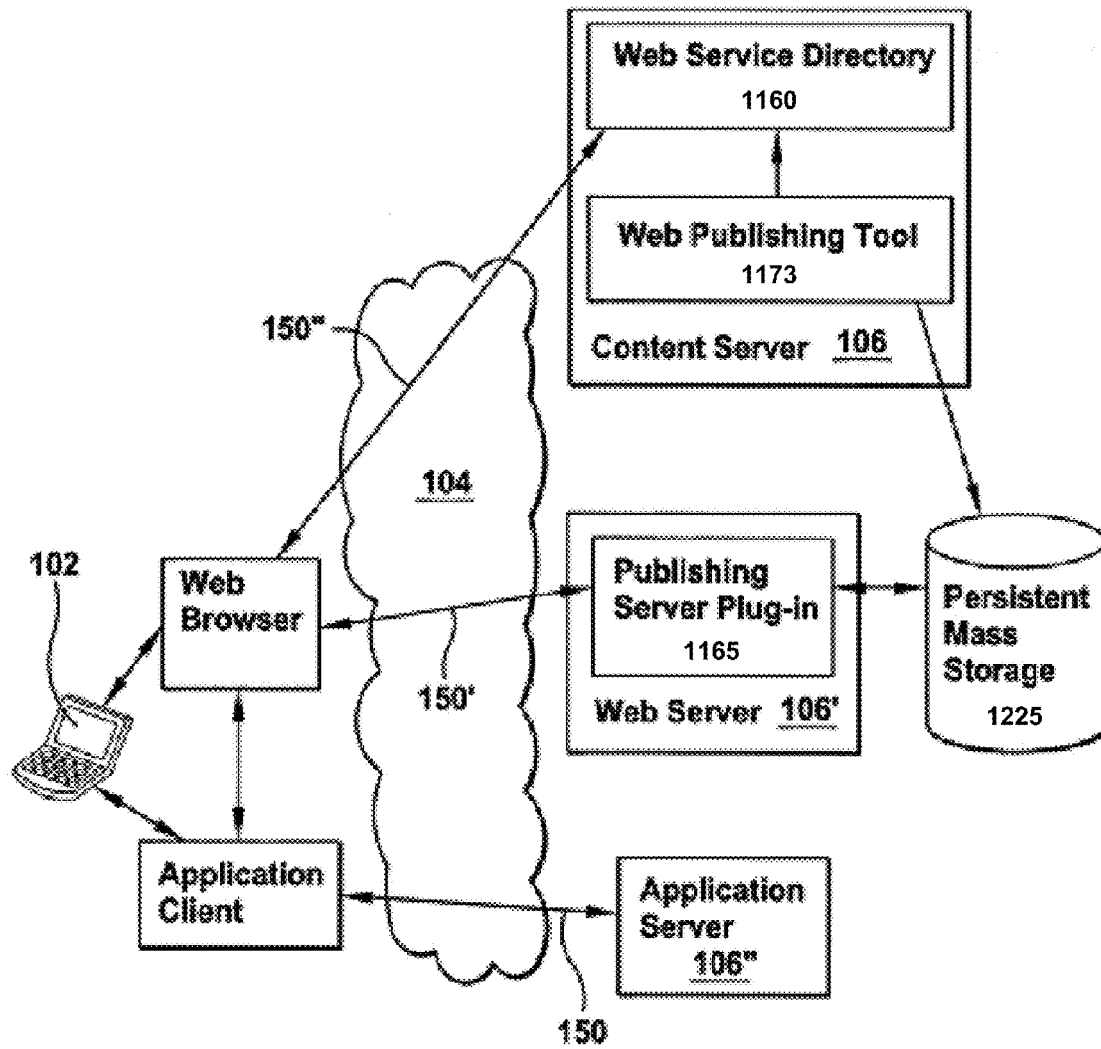 Web Service Directory
1160
Web Publishing Tool
1173
Content Server 106
150"
104
102
Web
Browser
150'
Publishing
Server Plug-in
1165
Web Server 106'
Persistent
Mass
Storage
1225
Application
Client
Application
Server
106"
150